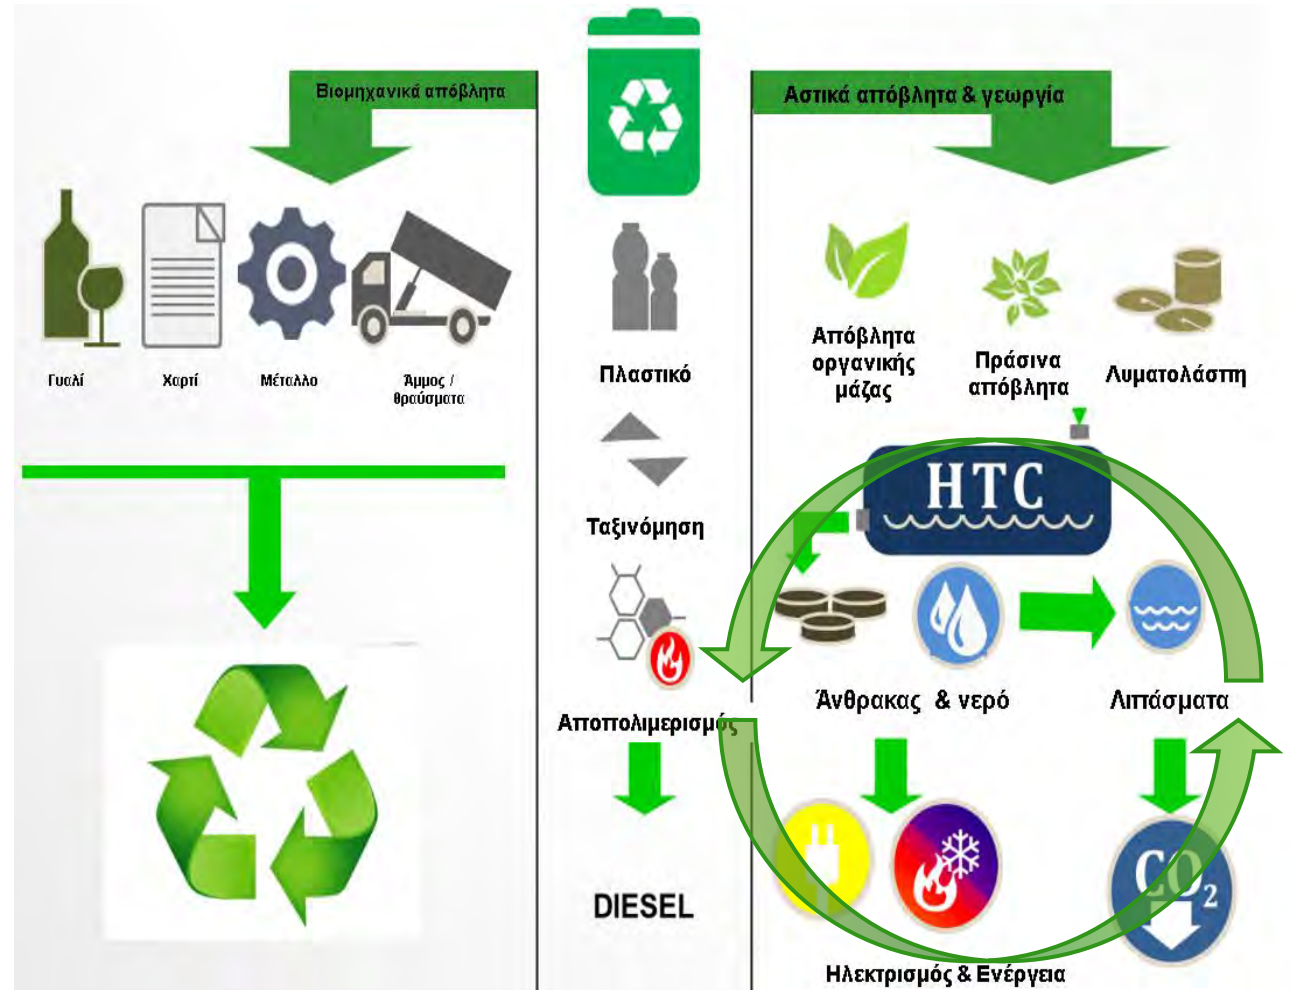 Βιομηχανικά απόβλητα
Γυαλί
Χαρτί
Μέταλλο
Άμμος /
θραύσματα
Πλαστικό
Ταξινόμηση
Αποπολιμερισμός
DIESEL
Αστικά απόβλητα & γεωργία
Απόβλητα
οργανικής
μάζας
Πράσινα
απόβλητα
Λυματολάσπη
HTC
Άνθρακας & νερό
Λιπάσματα
CO₂
Ηλεκτρισμός & Ενέργεια